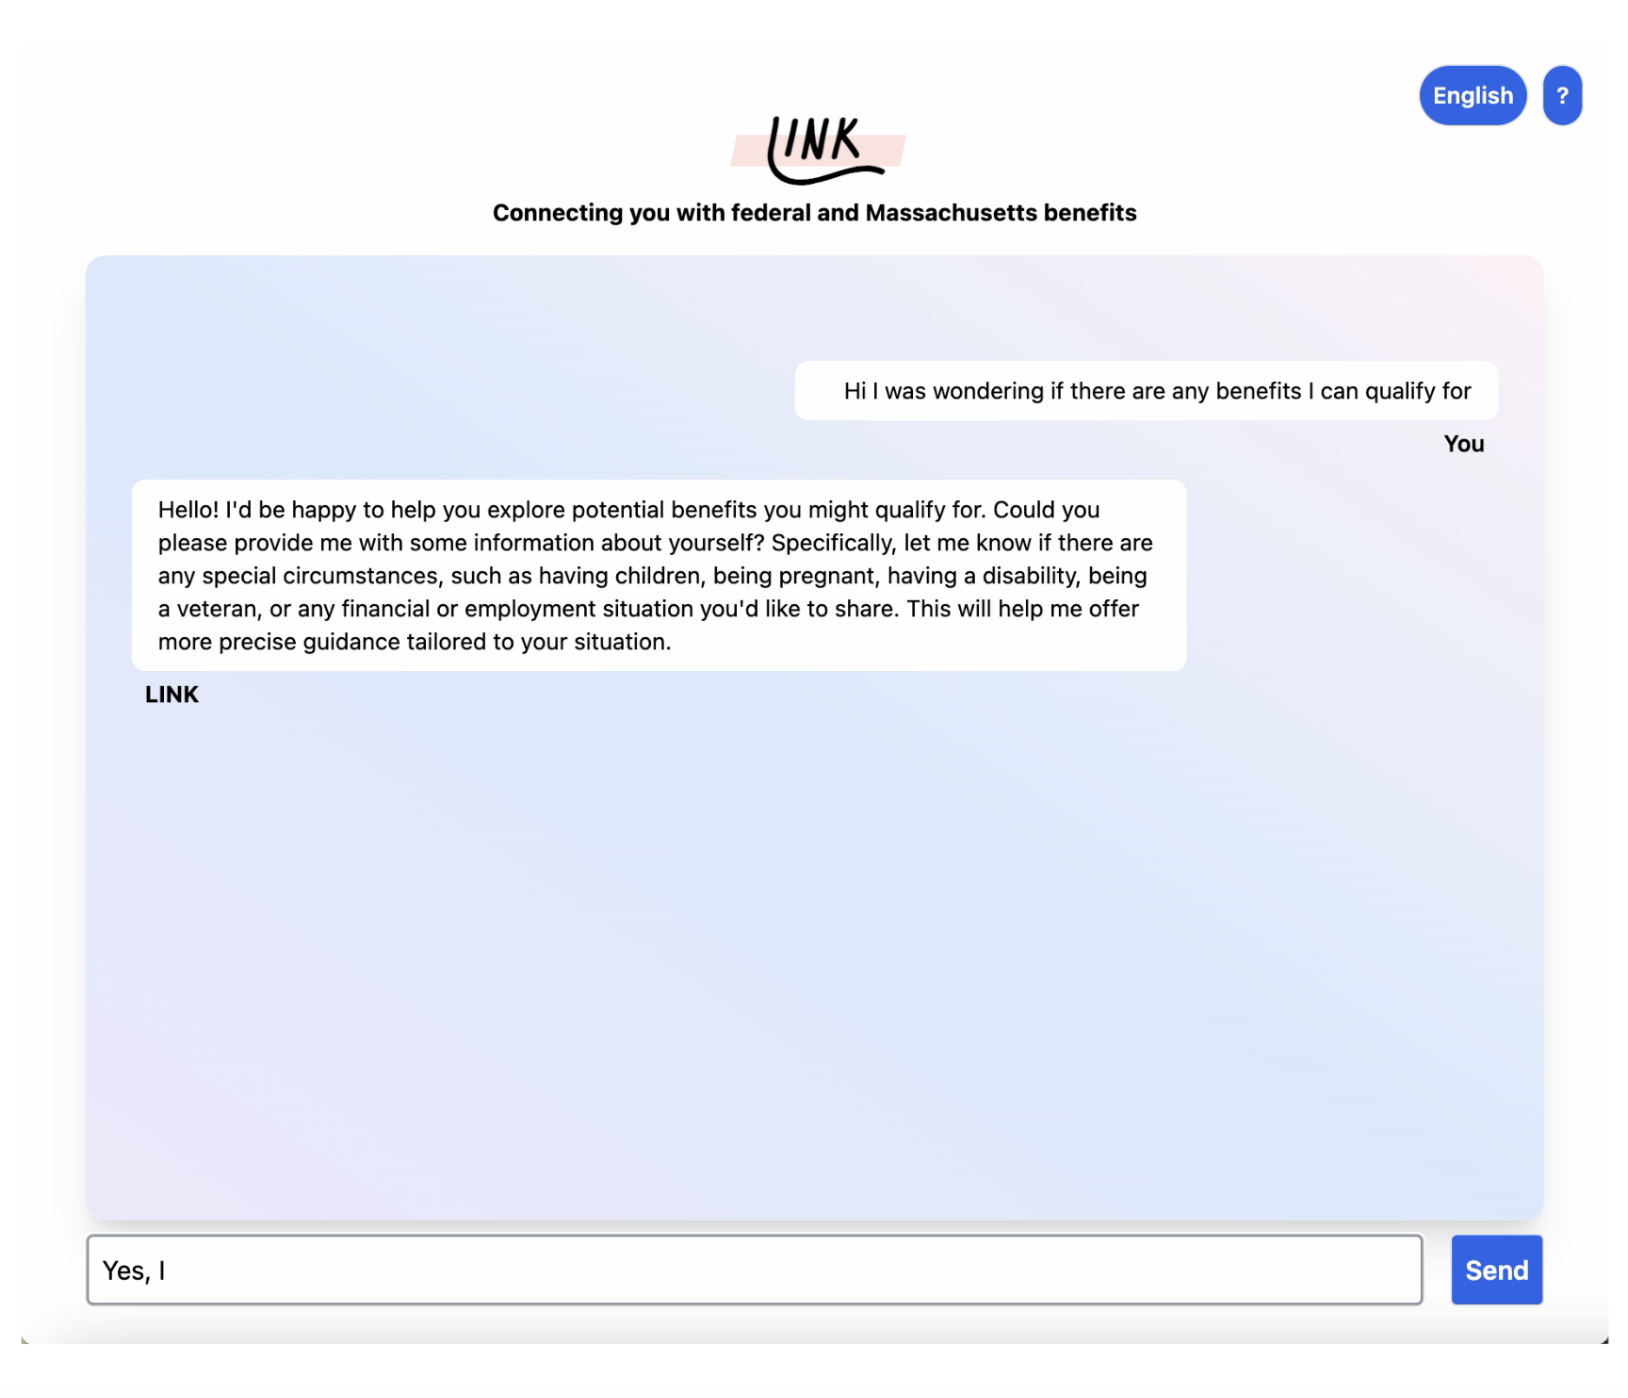 English
?
LINK
Connecting you with federal and Massachusetts benefits
Hi I was wondering if there are any benefits I can qualify for
You
Hello! I'd be happy to help you explore potential benefits you might qualify for. Could you
please provide me with some information about yourself? Specifically, let me know if there are
any special circumstances, such as having children, being pregnant, having a disability, being
a veteran, or any financial or employment situation you'd like to share. This will help me offer
more precise guidance tailored to your situation.
LINK
Yes, I
Send